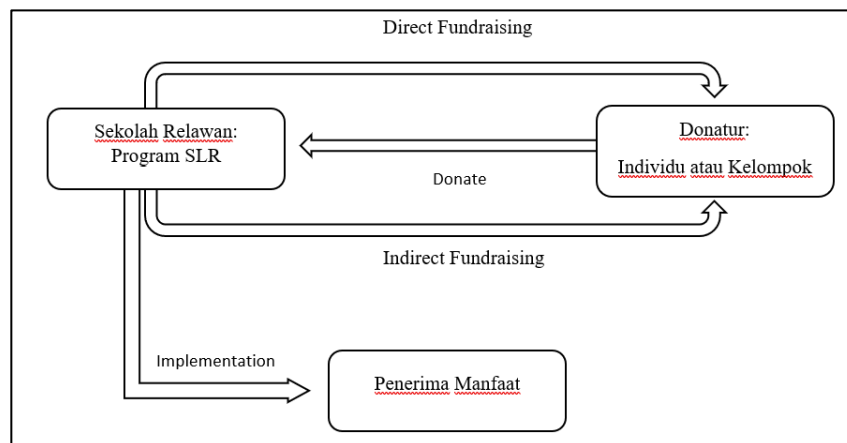 Direct Fundraising
Sekolah Relawan:
Program SLR
Donatur:
Individu atau Kelompok
Donate
Indirect Fundraising
Implementation
Penerima Manfaat